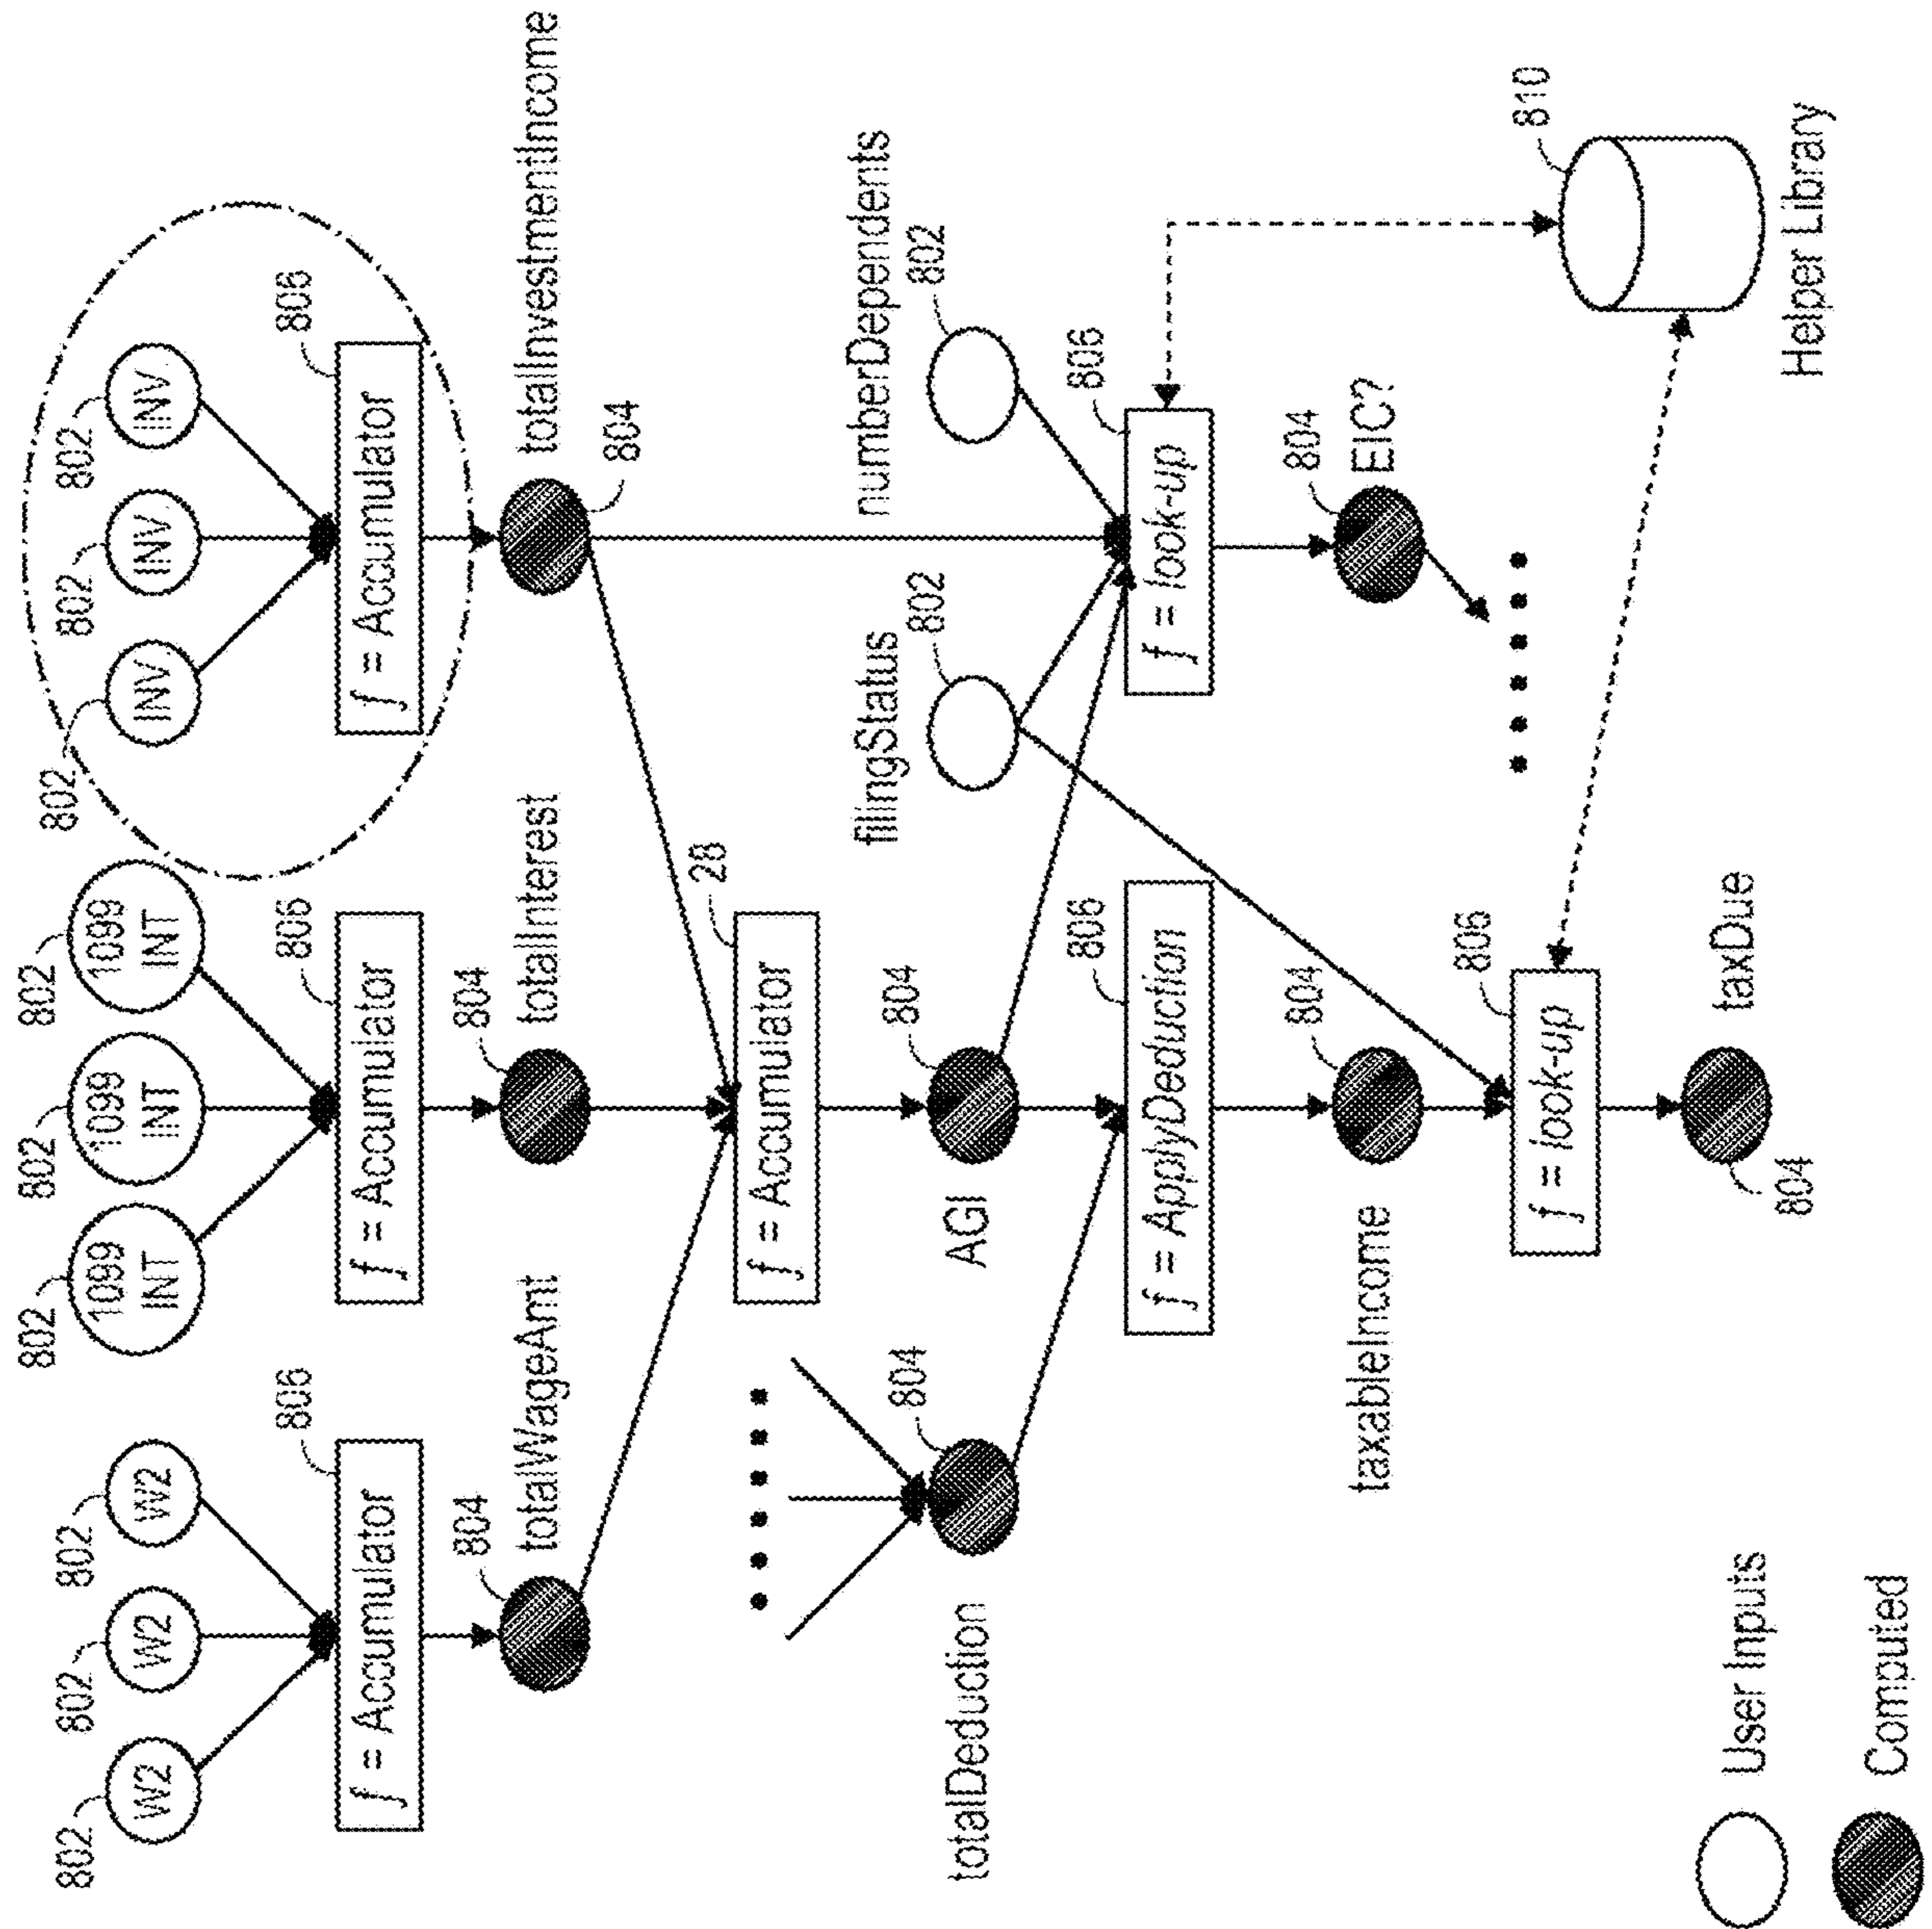 802
802
802
802
802
802
802
802
802
W2
W2
W2
1099
INT
1099
INT
1099
INT
INV
INV
INV
806
806
806
f = Accumulator
f = Accumulator
f = Accumulator
804
totalWageAmt
804
totalInterest
totalInvestmentIncome
804
28
f = Accumulator
totalDeduction
804
AGI
804
filingStatus
802
numberDependents
802
806
806
f = ApplyDeduction
f = look-up
taxableIncome
804
804
EIC?
806
f = look-up
810
804
taxDue
Helper Library
User Inputs
Computed